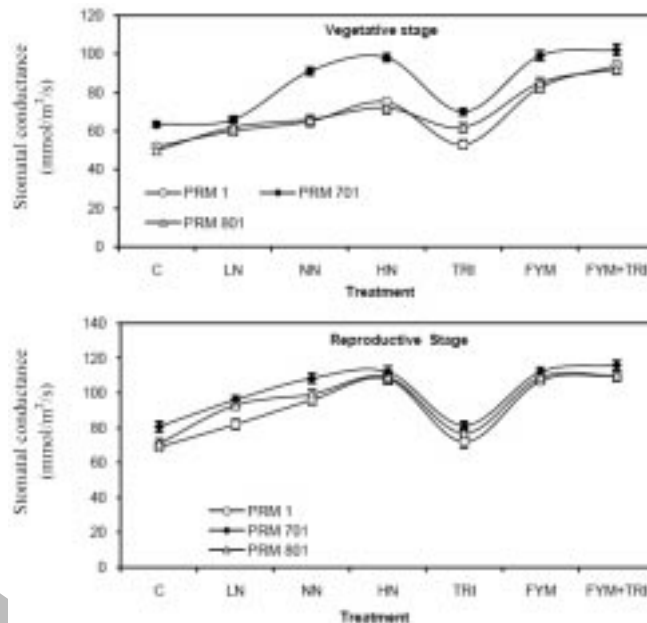 Vegetative stage
Stomatal conductance
(mmol/m²/s)
120
100
80
60
40
20
0
PRM 1
PRM 701
PRM 801
C LN NN HN TRI FYM FYM+TRI
Treatment
Reproductive Stage
Stomatal conductance
(mmol/m²/s)
140
120
100
80
60
40
20
0
PRM 1
PRM 701
PRM 801
C LN NN HN TRI FYM FYM+TRI
Treatment